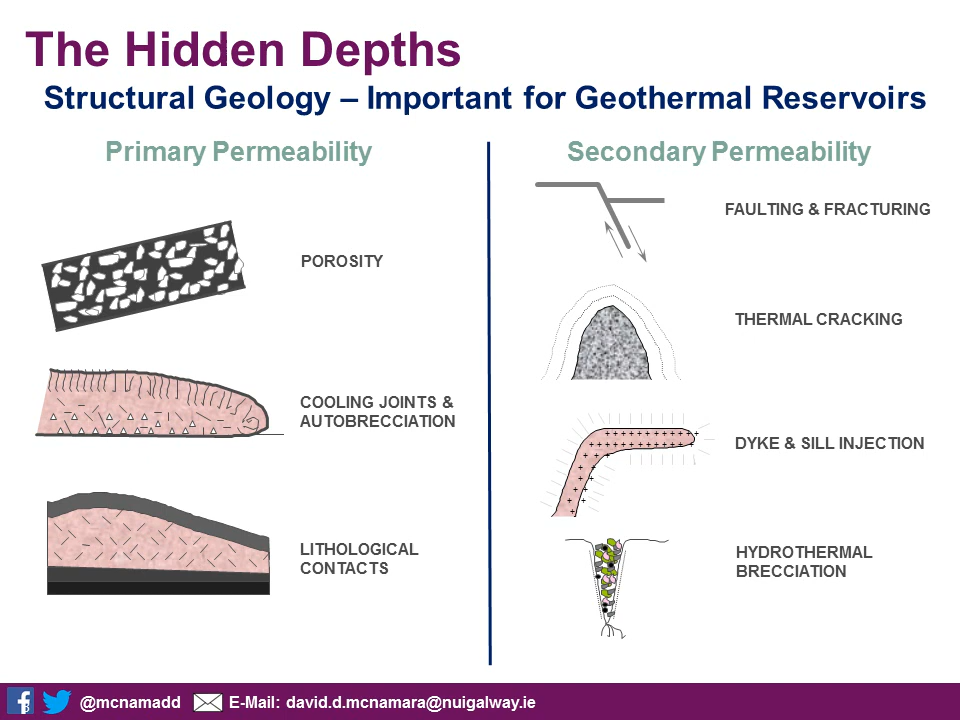 The Hidden Depths
Structural Geology – Important for Geothermal Reservoirs
Primary Permeability
POROSITY
COOLING JOINTS &
AUTOBRECCIATION
LITHOLOGICAL
CONTACTS
Secondary Permeability
FAULTING & FRACTURING
THERMAL CRACKING
DYKE & SILL INJECTION
HYDROTHERMAL
BRECCIATION
@mcnamadd E-Mail: david.d.mcnamara@nuigalway.ie